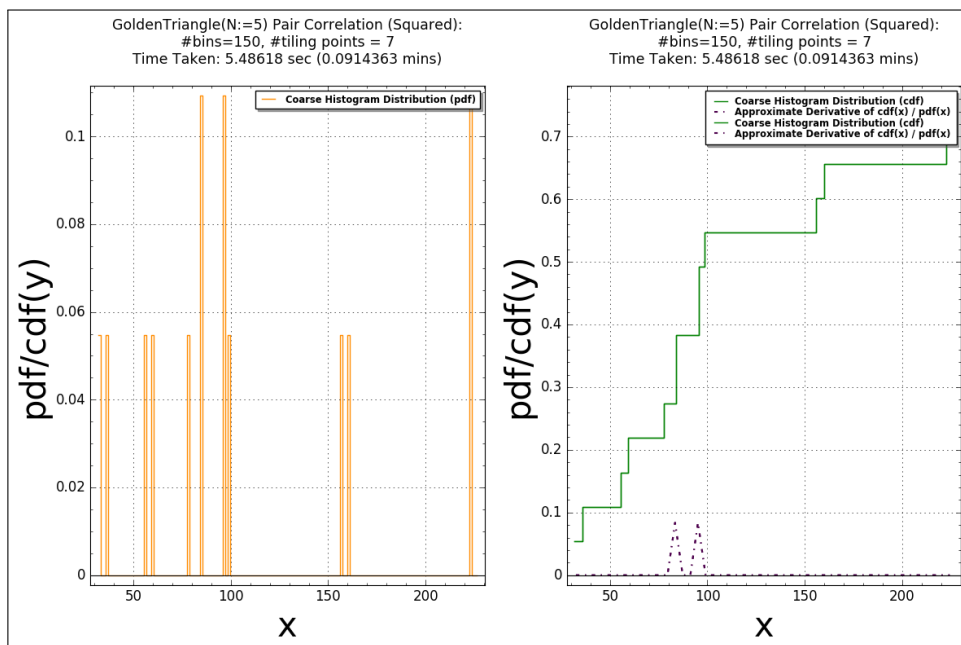 GoldenTriangle(N:=5) Pair Correlation (Squared):
#bins=150, #tiling points = 7
Time Taken: 5.48618 sec (0.0914363 mins)
Coarse Histogram Distribution (pdf)
0.1
0.08
0.06
0.04
0.02
0
pdf/cdf(y)
50
100
150
200
x
GoldenTriangle(N:=5) Pair Correlation (Squared):
#bins=150, #tiling points = 7
Time Taken: 5.48618 sec (0.0914363 mins)
Coarse Histogram Distribution (cdf)
Approximate Derivative of cdf(x) / pdf(x)
Coarse Histogram Distribution (cdf)
Approximate Derivative of cdf(x) / pdf(x)
0.7
0.6
0.5
0.4
0.3
0.2
0.1
0
pdf/cdf(y)
50
100
150
200
x